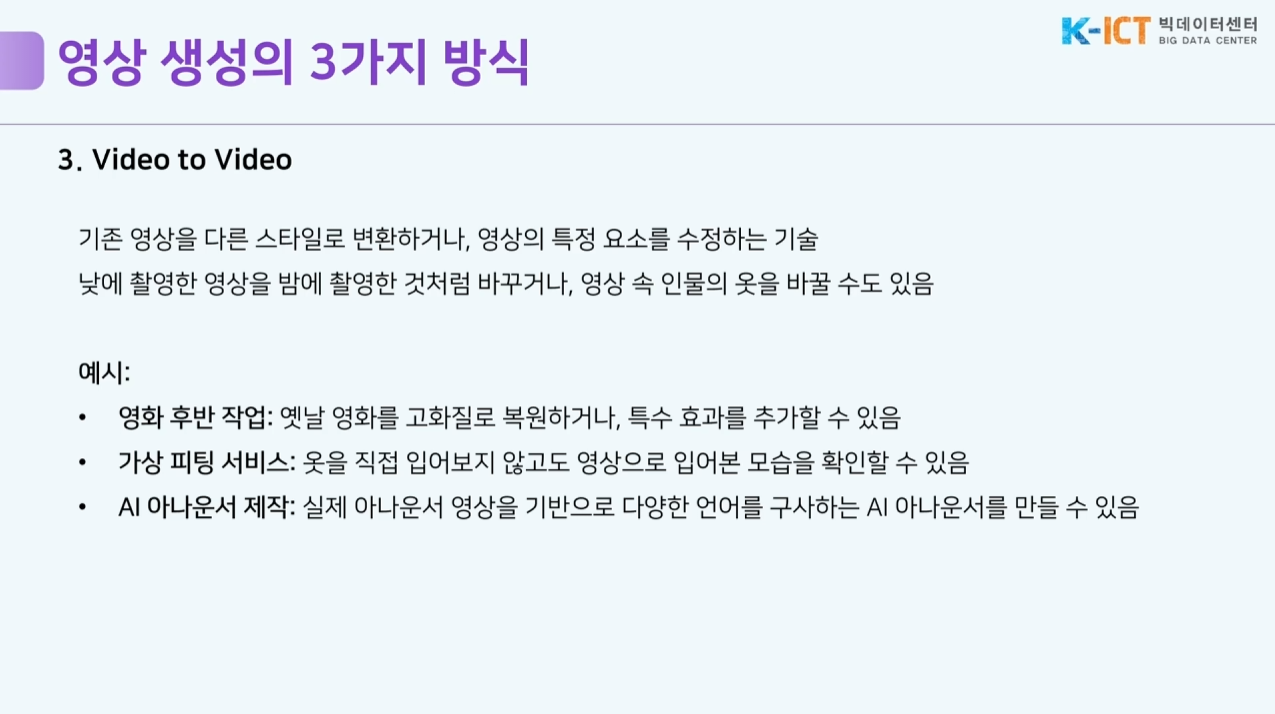 영상 생성의 3가지 방식
K-ICT 빅데이터센터
BIG DATA CENTER
3. Video to Video
기존 영상을 다른 스타일로 변환하거나, 영상의 특정 요소를 수정하는 기술
낮에 촬영한 영상을 밤에 촬영한 것처럼 바꾸거나, 영상 속 인물의 옷을 바꿀 수도 있음
예시:
• 영화 후반 작업: 옛날 영화를 고화질로 복원하거나, 특수 효과를 추가할 수 있음
• 가상 피팅 서비스: 옷을 직접 입어보지 않고도 영상으로 입어본 모습을 확인할 수 있음
• AI 아나운서 제작: 실제 아나운서 영상을 기반으로 다양한 언어를 구사하는 AI 아나운서를 만들 수 있음